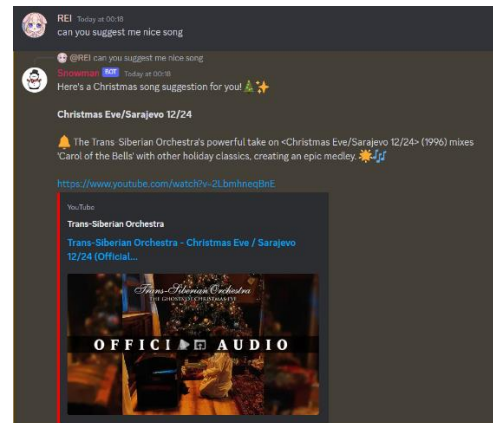 REI Today at 00:18
can you suggest me nice song
@REI can you suggest me nice song
Snowman BOT Today at 00:18
Here's a Christmas song suggestion for you! 🎄✨
Christmas Eve/Sarajevo 12/24
🔔 The Trans-Siberian Orchestra's powerful take on <Christmas Eve/Sarajevo 12/24> (1996) mixes
'Carol of the Bells' with other holiday classics, creating an epic medley. 🌟🎶
https://www.youtube.com/watch?v=2LbmhneqBnE
YouTube
Trans-Siberian Orchestra
Trans-Siberian Orchestra - Christmas Eve / Sarajevo
12/24 (Official...
Trans-Siberian Orchestra
THE GHOSTS OF CHRISTMAS EVE
OFFICI AUDIO